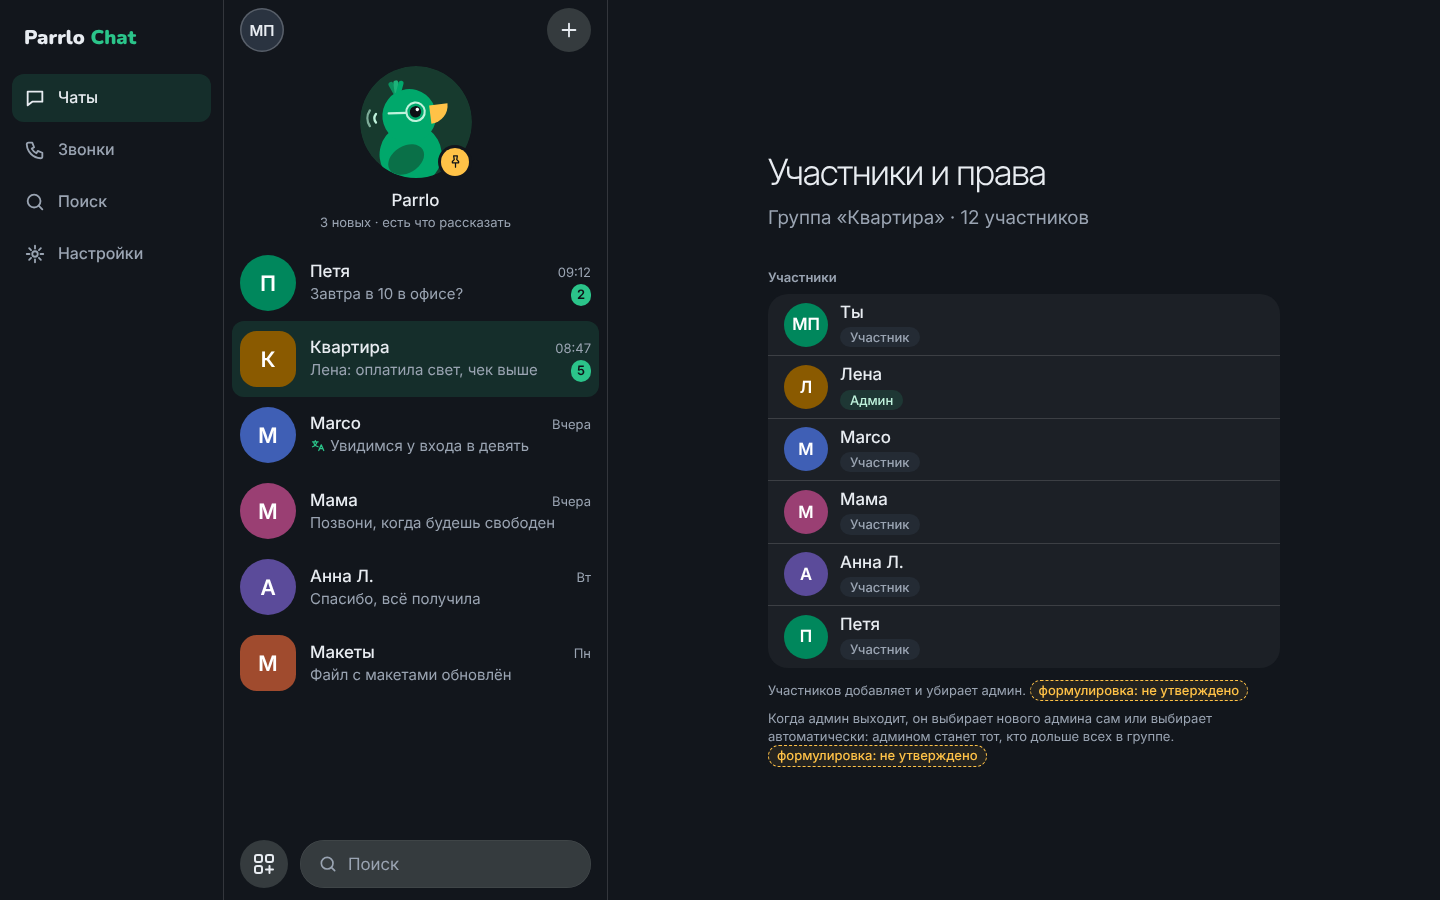 Parrlo Chat
Чаты
Звонки
Поиск
Настройки
МП
Parrlo
3 новых · есть что рассказать
П
Петя
09:12
Завтра в 10 в офисе?
2
К
Квартира
08:47
Лена: оплатила свет, чек выше
5
M
Marco
Вчера
Увидимся у входа в девять
М
Мама
Вчера
Позвони, когда будешь свободен
А
Анна Л.
Вт
Спасибо, всё получила
М
Макеты
Пн
Файл с макетами обновлён
Поиск
Участники и права
Группа «Квартира» · 12 участников
Участники
МП
Ты
Участник
Л
Лена
Админ
M
Marco
Участник
М
Мама
Участник
А
Анна Л.
Участник
П
Петя
Участник
Участников добавляет и убирает админ. формулировка: не утверждено
Когда админ выходит, он выбирает нового админа сам или выбирает
автоматически: админом станет тот, кто дольше всех в группе.
формулировка: не утверждено